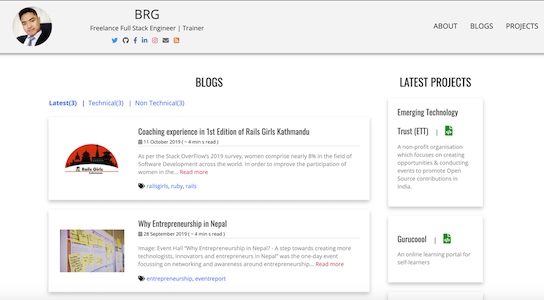 BRG
Freelance Full Stack Engineer | Trainer
ABOUT BLOGS PROJECTS
BLOGS
Latest(3) | Technical(3) | Non Technical(3)
Coaching experience in 1st Edition of Rails Girls Kathmandu
11 October 2019 ( ~ 4 min s read )
As per the Stack OverFlow's 2019 survey, women comprise nearly 8% in the field of
Software Development across the world. In order to improve the participation of
women in the... Read more
railsgirls, ruby, rails
Rails Girls
Why Entrepreneurship in Nepal
28 September 2019 ( ~ 4 min s read )
Image: Event Hall "Why Entrepreneurship in Nepal? - A step towards creating more
technologists, innovators and entrepreneurs in Nepal" was the one-day event
focussing on networking and awareness around entrepreneurship... Read more
entrepreneurship, eventreport
LATEST PROJECTS
Emerging Technology
Trust (ETT) |
A non-profit organisation
which focuses on creating
opportunities & conducting
events to promote Open
Source contributions in
India.
Gurucoool |
An online learning portal for
self-learners